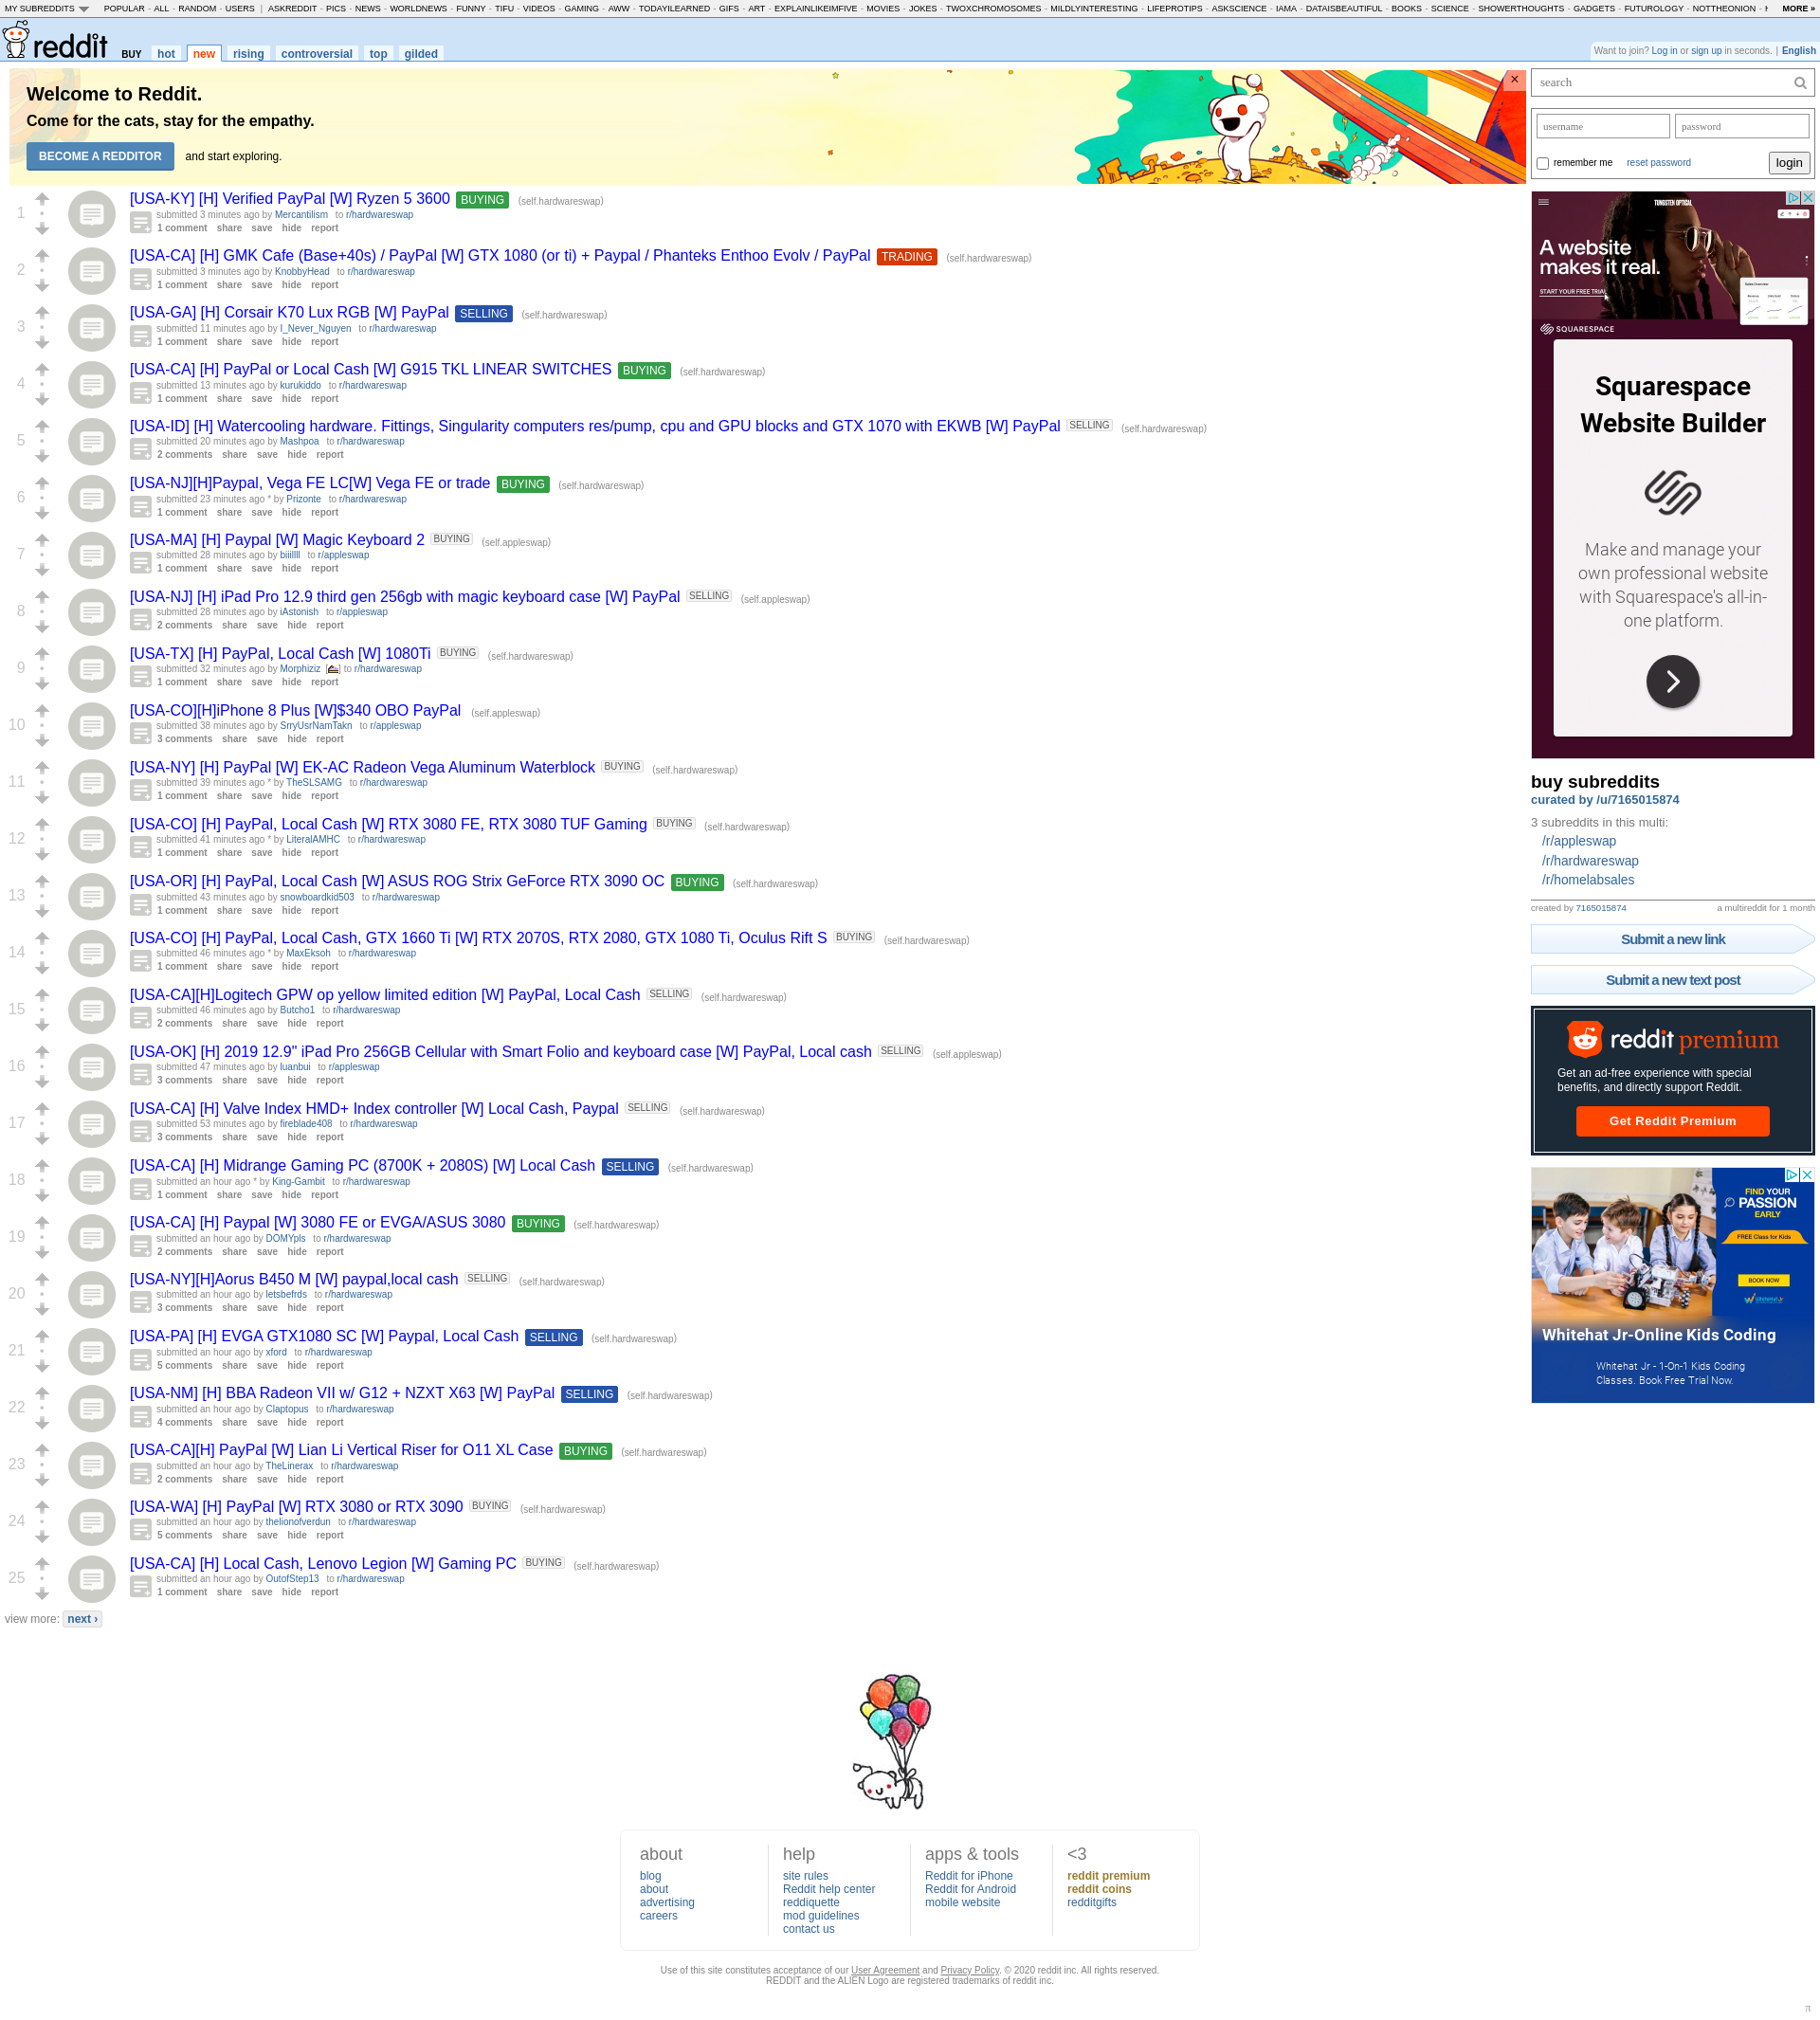 MY SUBREDDITS POPULAR - ALL - RANDOM - USERS | ASKREDDIT - PICS - NEWS - WORLDNEWS - FUNNY - TIFU - VIDEOS - GAMING - AWW - TODAYILEARNED - GIFS - ART - EXPLAINLIKEIMFIVE - MOVIES - JOKES - TWOXCHROMOSOMES - MILDLYINTERESTING - LIFEPROTIPS - ASKSCIENCE - IAMA - DATAISBEAUTIFUL - BOOKS - SCIENCE - SHOWERTHOUGHTS - GADGETS - FUTUROLOGY - NOTTHEONION - MORE »
reddit BUY hot new rising controversial top gilded
Want to join? Log in or sign up in seconds. | English
Welcome to Reddit.
Come for the cats, stay for the empathy.
BECOME A REDDITOR and start exploring.
×
1
[USA-KY] [H] Verified PayPal [W] Ryzen 5 3600 BUYING (self.hardwareswap)
submitted 3 minutes ago by Mercantilism to r/hardwareswap
1 comment share save hide report
2
[USA-CA] [H] GMK Cafe (Base+40s) / PayPal [W] GTX 1080 (or ti) + Paypal / Phanteks Enthoo Evolv / PayPal TRADING (self.hardwareswap)
submitted 3 minutes ago by KnobbyHead to r/hardwareswap
1 comment share save hide report
3
[USA-GA] [H] Corsair K70 Lux RGB [W] PayPal SELLING (self.hardwareswap)
submitted 11 minutes ago by I_Never_Nguyen to r/hardwareswap
1 comment share save hide report
4
[USA-CA] [H] PayPal or Local Cash [W] G915 TKL LINEAR SWITCHES BUYING (self.hardwareswap)
submitted 13 minutes ago by kurukiddo to r/hardwareswap
1 comment share save hide report
5
[USA-ID] [H] Watercooling hardware. Fittings, Singularity computers res/pump, cpu and GPU blocks and GTX 1070 with EKWB [W] PayPal SELLING (self.hardwareswap)
submitted 20 minutes ago by Mashpoa to r/hardwareswap
2 comments share save hide report
6
[USA-NJ][H]Paypal, Vega FE LC[W] Vega FE or trade BUYING (self.hardwareswap)
submitted 23 minutes ago * by Prizonte to r/hardwareswap
1 comment share save hide report
7
[USA-MA] [H] Paypal [W] Magic Keyboard 2 BUYING (self.appleswap)
submitted 28 minutes ago by to r/appleswap
1 comment share save hide report
8
[USA-NJ] [H] iPad Pro 12.9 third gen 256gb with magic keyboard case [W] PayPal SELLING (self.appleswap)
submitted 28 minutes ago by iAstonish to r/appleswap
2 comments share save hide report
9
[USA-TX] [H] PayPal, Local Cash [W] 1080Ti BUYING (self.hardwareswap)
submitted 32 minutes ago by Morphiziz [ ] to r/hardwareswap
1 comment share save hide report
10
[USA-CO][H]iPhone 8 Plus [W]$340 OBO PayPal (self.appleswap)
submitted 38 minutes ago by SrryUsrNamTakn to r/appleswap
3 comments share save hide report
11
[USA-NY] [H] PayPal [W] EK-AC Radeon Vega Aluminum Waterblock BUYING (self.hardwareswap)
submitted 39 minutes ago * by TheSLSAMG to r/hardwareswap
1 comment share save hide report
12
[USA-CO] [H] PayPal, Local Cash [W] RTX 3080 FE, RTX 3080 TUF Gaming BUYING (self.hardwareswap)
submitted 41 minutes ago * by LiteralAMHC to r/hardwareswap
1 comment share save hide report
13
[USA-OR] [H] PayPal, Local Cash [W] ASUS ROG Strix GeForce RTX 3090 OC BUYING (self.hardwareswap)
submitted 43 minutes ago by snowboardkid503 to r/hardwareswap
1 comment share save hide report
14
[USA-CO] [H] PayPal, Local Cash, GTX 1660 Ti [W] RTX 2070S, RTX 2080, GTX 1080 Ti, Oculus Rift S BUYING (self.hardwareswap)
submitted 46 minutes ago * by MaxEksoh to r/hardwareswap
1 comment share save hide report
15
[USA-CA][H]Logitech GPW op yellow limited edition [W] PayPal, Local Cash SELLING (self.hardwareswap)
submitted 46 minutes ago by Butcho1 to r/hardwareswap
2 comments share save hide report
16
[USA-OK] [H] 2019 12.9" iPad Pro 256GB Cellular with Smart Folio and keyboard case [W] PayPal, Local cash SELLING (self.appleswap)
submitted 47 minutes ago by luanbui to r/appleswap
3 comments share save hide report
17
[USA-CA] [H] Valve Index HMD+ Index controller [W] Local Cash, Paypal SELLING (self.hardwareswap)
submitted 53 minutes ago by fireblade408 to r/hardwareswap
3 comments share save hide report
18
[USA-CA] [H] Midrange Gaming PC (8700K + 2080S) [W] Local Cash SELLING (self.hardwareswap)
submitted an hour ago * by King-Gambit to r/hardwareswap
1 comment share save hide report
19
[USA-CA] [H] Paypal [W] 3080 FE or EVGA/ASUS 3080 BUYING (self.hardwareswap)
submitted an hour ago by DOMYpls to r/hardwareswap
2 comments share save hide report
20
[USA-NY][H]Aorus B450 M [W] paypal,local cash SELLING (self.hardwareswap)
submitted an hour ago by letsbefrds to r/hardwareswap
3 comments share save hide report
21
[USA-PA] [H] EVGA GTX1080 SC [W] Paypal, Local Cash SELLING (self.hardwareswap)
submitted an hour ago by xford to r/hardwareswap
5 comments share save hide report
22
[USA-NM] [H] BBA Radeon VII w/ G12 + NZXT X63 [W] PayPal SELLING (self.hardwareswap)
submitted an hour ago by Claptopus to r/hardwareswap
4 comments share save hide report
23
[USA-CA][H] PayPal [W] Lian Li Vertical Riser for O11 XL Case BUYING (self.hardwareswap)
submitted an hour ago by TheLinerax to r/hardwareswap
2 comments share save hide report
24
[USA-WA] [H] PayPal [W] RTX 3080 or RTX 3090 BUYING (self.hardwareswap)
submitted an hour ago by thelionofverdun to r/hardwareswap
5 comments share save hide report
25
[USA-CA] [H] Local Cash, Lenovo Legion [W] Gaming PC BUYING (self.hardwareswap)
submitted an hour ago by OutofStep13 to r/hardwareswap
1 comment share save hide report
view more: next ›
search
username password
remember me reset password login
TUNGSTEN OPTICAL
A website
makes it real.
START YOUR FREE TRIAL
SQUARESPACE
Squarespace
Website Builder
Make and manage your
own professional website
with Squarespace's all-in-
one platform.
buy subreddits
curated by /u/7165015874
3 subreddits in this multi:
/r/appleswap
/r/hardwareswap
/r/homelabsales
created by 7165015874 a multireddit for 1 month
Submit a new link
Submit a new text post
reddit premium
Get an ad-free experience with special
benefits, and directly support Reddit.
Get Reddit Premium
FIND YOUR
PASSION
EARLY
FREE Class for Kids
BOOK NOW
WhiteHat Jr
Whitehat Jr-Online Kids Coding
Whitehat Jr - 1-On-1 Kids Coding
Classes. Book Free Trial Now.
about
blog
about
advertising
careers
help
site rules
Reddit help center
reddiquette
mod guidelines
contact us
apps & tools
Reddit for iPhone
Reddit for Android
mobile website
<3
reddit premium
reddit coins
redditgifts
Use of this site constitutes acceptance of our User Agreement and Privacy Policy. © 2020 reddit inc. All rights reserved.
REDDIT and the ALIEN Logo are registered trademarks of reddit inc.
π